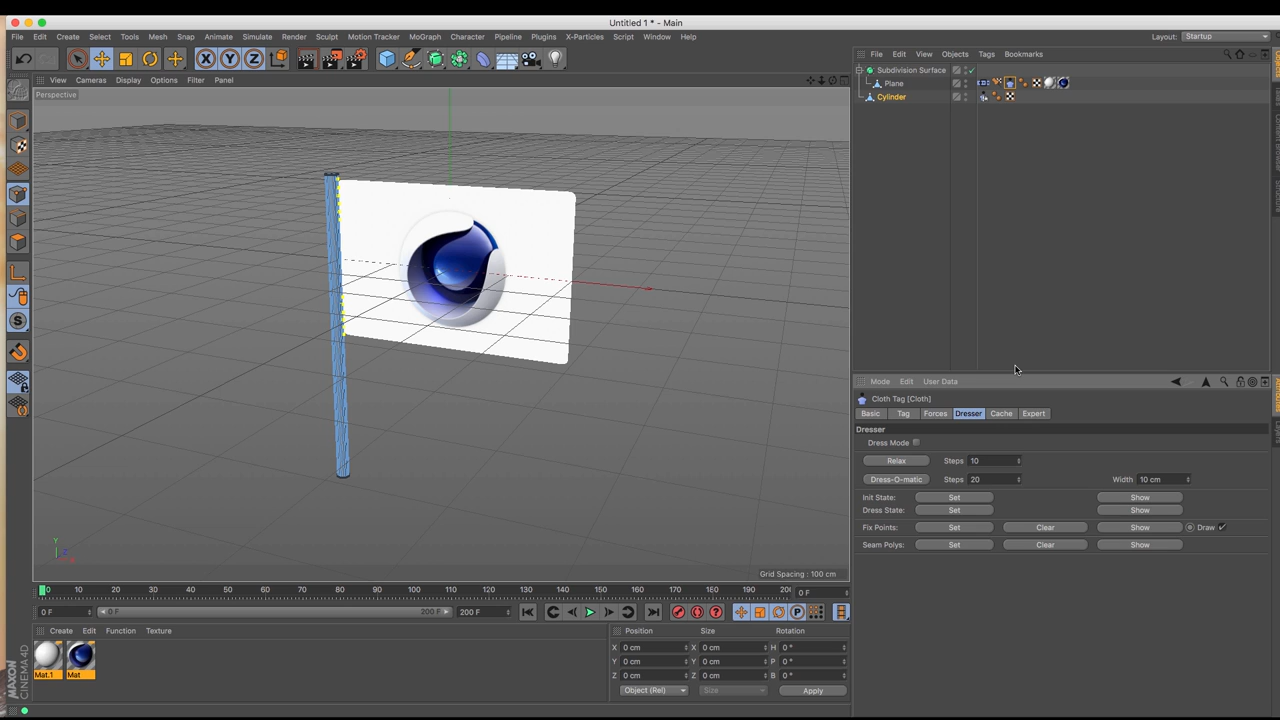 Untitled 1 * - Main
File Edit Create Select Tools Mesh Snap Animate Simulate Render Sculpt Motion Tracker MoGraph Character Pipeline Plugins X-Particles Script Window Help
Layout: Startup
File Edit View Objects Tags Bookmarks
View Cameras Display Options Filter Panel
Perspective
Subdivision Surface
Plane
Cylinder
Mode Edit User Data
Cloth Tag [Cloth]
Basic Tag Forces Dresser Cache Expert
Dresser
Dress Mode
Relax Steps 10
Dress-O-matic Steps 20 Width 10 cm
Init State: Set Show
Dress State: Set Show
Fix Points: Set Clear Show Draw
Seam Polys: Set Clear Show
Y
Z
X
Grid Spacing : 100 cm
0 10 20 30 40 50 60 70 80 90 100 110 120 130 140 150 160 170 180 190 200 0 F
0 F 0 F 200 F 200 F
Create Edit Function Texture
Position Size Rotation
X 0 cm X 0 cm H 0 °
Y 0 cm Y 0 cm P 0 °
Z 0 cm Z 0 cm B 0 °
Object (Rel) Size Apply
Mat.1 Mat
MAXON CINEMA4D